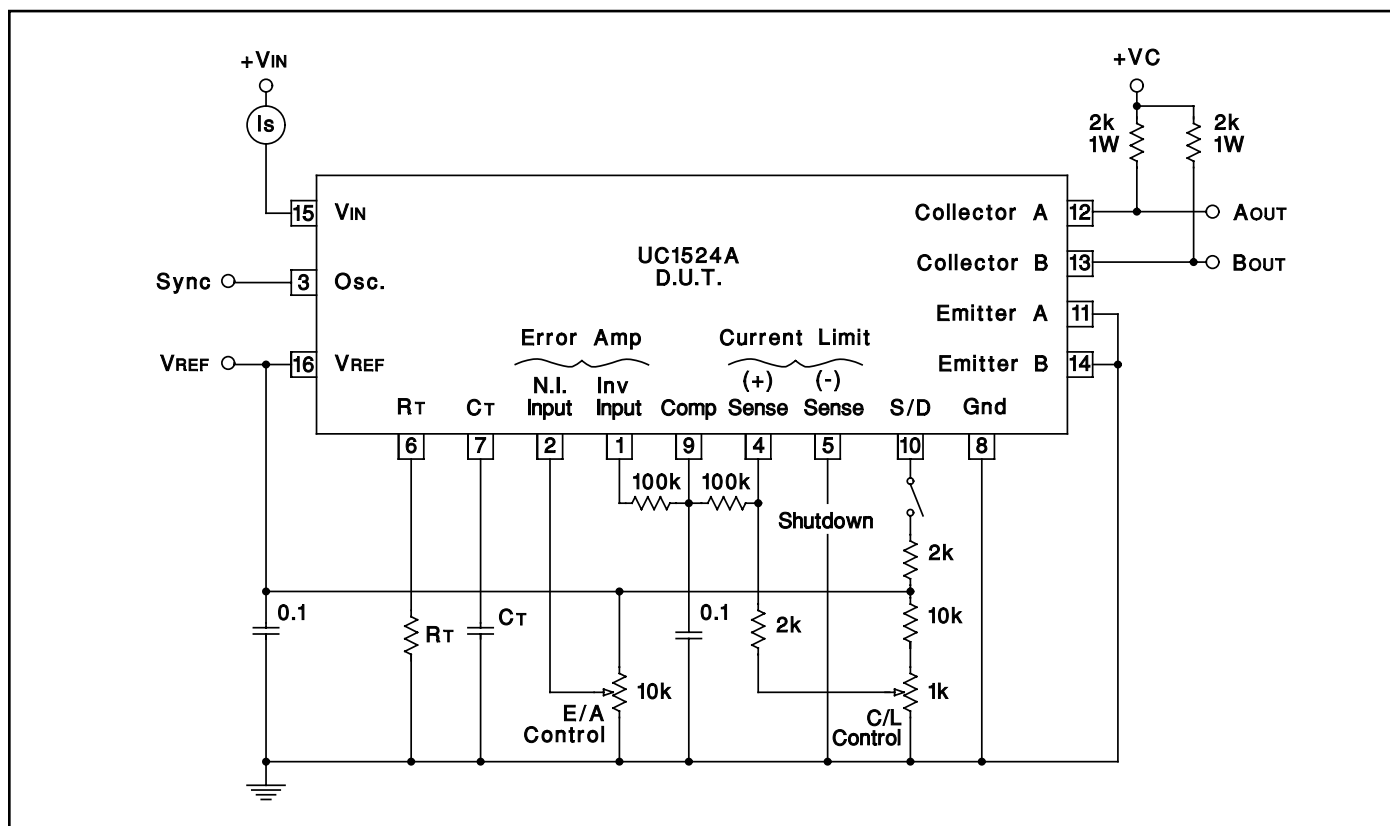 +VIN
Is
+VC
2k
1W
2k
1W
15 VIN
Collector A 12
AOUT
UC1524A
D.U.T.
Collector B 13
BOUT
Sync
3 Osc.
Emitter A 11
Error Amp
Current Limit
VREF
16 VREF
Emitter B 14
RT
CT
N.I.
Input
Inv
Input
Comp
(+)
Sense
(-)
Sense
S/D
Gnd
6
7
2
1
9
4
5
10
8
100k
100k
Shutdown
2k
0.1
RT
CT
0.1
2k
10k
10k
1k
E/A
Control
C/L
Control